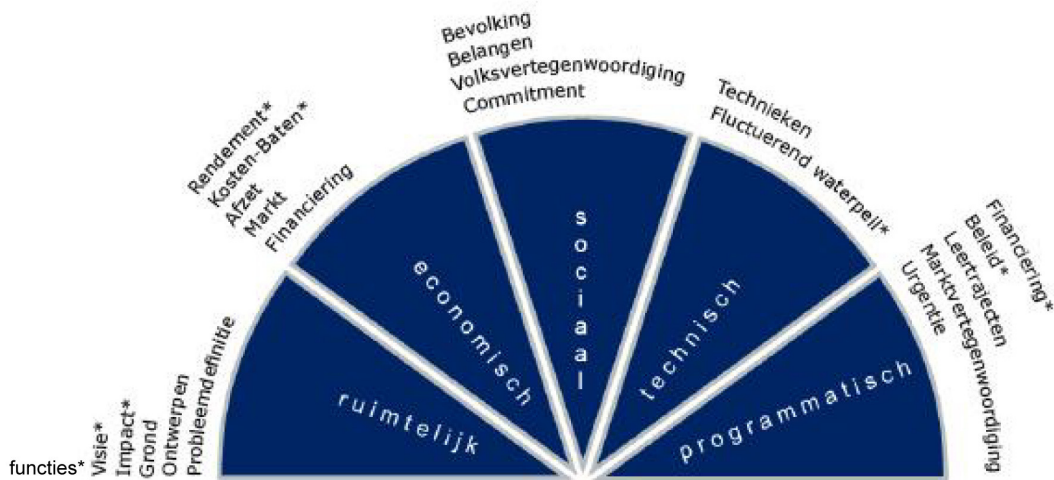 Bevolking
Belangen
Volksvertegenwoordiging
Commitment
Technieken
Fluctuerend waterpeil*
Rendement*
Kosten-Baten*
Afzet
Markt
Financiering
Financiering*
Beleid*
Leertrajecten
Marktvertegenwoordiging
Urgentie
functies*
Visie*
Impact*
Grond
Ontwerpen
Probleemdefinitie
ruimtelijk
economisch
sociaal
technisch
programmatisch